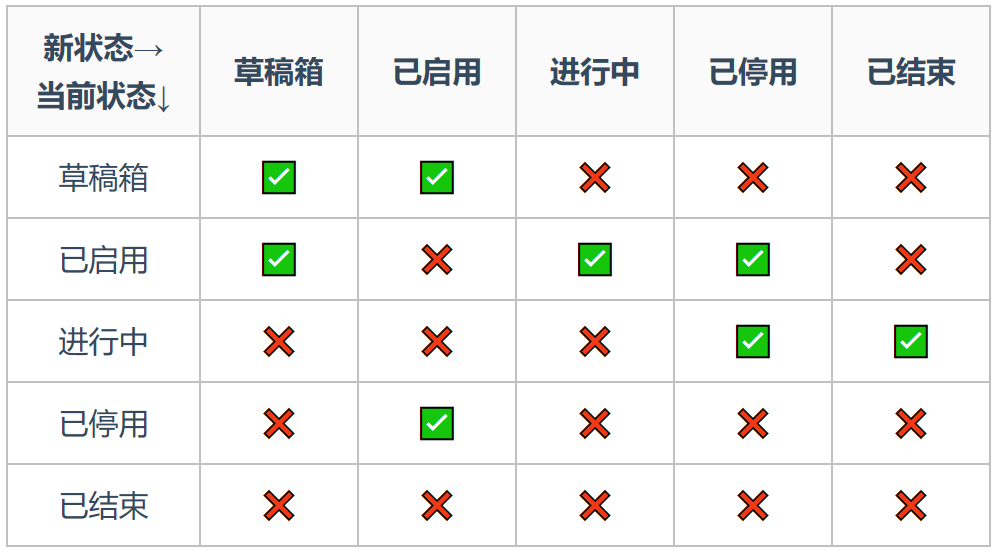 新状态→ 草稿箱 已启用 进行中 已停用 已结束
当前状态↓
草稿箱 ✅ ✅ ❌ ❌ ❌
已启用 ✅ ❌ ✅ ✅ ❌
进行中 ❌ ❌ ❌ ✅ ✅
已停用 ❌ ✅ ❌ ❌ ❌
已结束 ❌ ❌ ❌ ❌ ❌